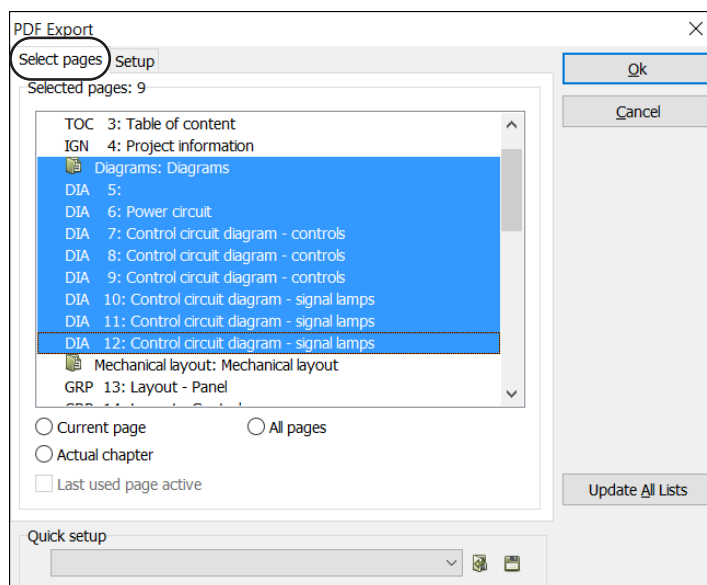 PDF Export
Select pages Setup
Ok
Selected pages: 9
Cancel
TOC 3: Table of content
IGN 4: Project information
Diagrams: Diagrams
DIA 5:
DIA 6: Power circuit
DIA 7: Control circuit diagram - controls
DIA 8: Control circuit diagram - controls
DIA 9: Control circuit diagram - controls
DIA 10: Control circuit diagram - signal lamps
DIA 11: Control circuit diagram - signal lamps
DIA 12: Control circuit diagram - signal lamps
Mechanical layout: Mechanical layout
GRP 13: Layout - Panel
Current page All pages
Actual chapter
Last used page active
Update All Lists
Quick setup